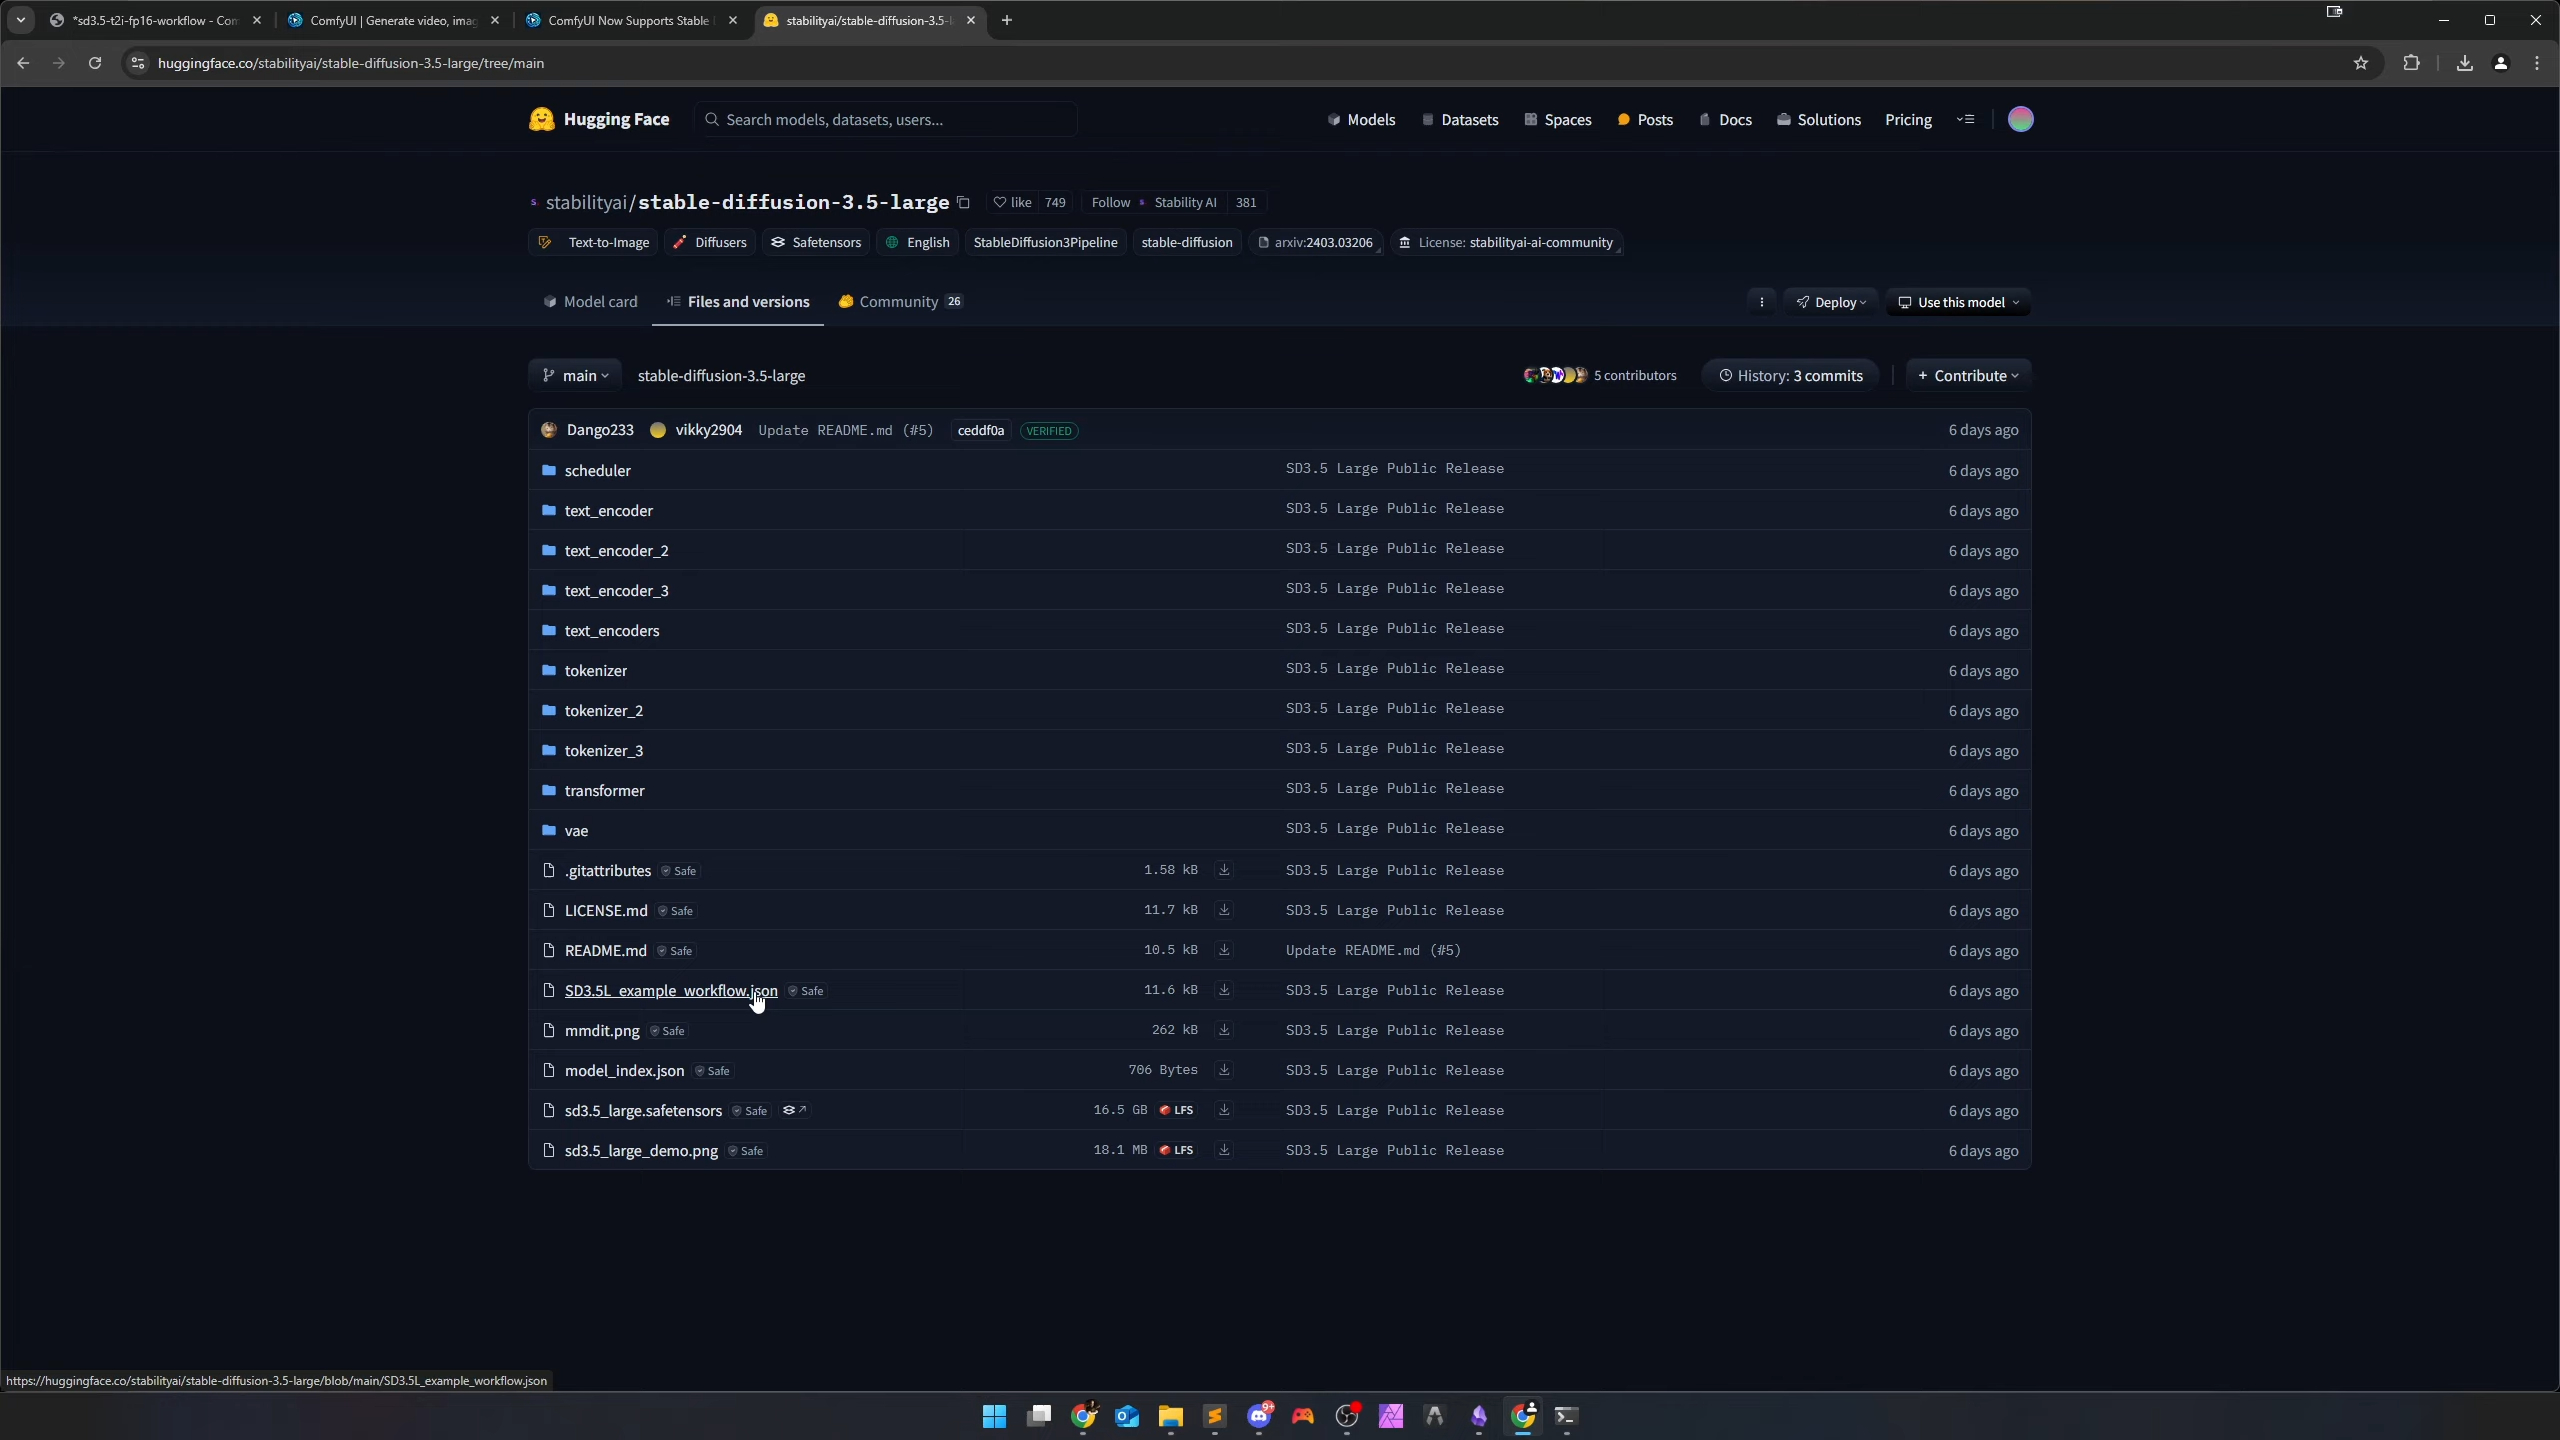 *sd3.5-t2i-fp16-workflow - Com
ComfyUI | Generate video, imag
ComfyUI Now Supports Stable
stabilityai/stable-diffusion-3.5-l
huggingface.co/stabilityai/stable-diffusion-3.5-large/tree/main
Hugging Face
Search models, datasets, users...
Models
Datasets
Spaces
Posts
Docs
Solutions
Pricing
stabilityai/stable-diffusion-3.5-large
like 749
Follow Stability AI 381
Text-to-Image
Diffusers
Safetensors
English
StableDiffusion3Pipeline
stable-diffusion
arxiv:2403.03206
License: stabilityai-ai-community
Model card
Files and versions
Community 26
Deploy
Use this model
main
stable-diffusion-3.5-large
5 contributors
History: 3 commits
+ Contribute
Dango233 vikky2904 Update README.md (#5) ceddf0a VERIFIED 6 days ago
scheduler SD3.5 Large Public Release 6 days ago
text_encoder SD3.5 Large Public Release 6 days ago
text_encoder_2 SD3.5 Large Public Release 6 days ago
text_encoder_3 SD3.5 Large Public Release 6 days ago
text_encoders SD3.5 Large Public Release 6 days ago
tokenizer SD3.5 Large Public Release 6 days ago
tokenizer_2 SD3.5 Large Public Release 6 days ago
tokenizer_3 SD3.5 Large Public Release 6 days ago
transformer SD3.5 Large Public Release 6 days ago
vae SD3.5 Large Public Release 6 days ago
.gitattributes Safe 1.58 kB SD3.5 Large Public Release 6 days ago
LICENSE.md Safe 11.7 kB SD3.5 Large Public Release 6 days ago
README.md Safe 10.5 kB Update README.md (#5) 6 days ago
SD3.5L_example_workflow.json Safe 11.6 kB SD3.5 Large Public Release 6 days ago
mmdit.png Safe 262 kB SD3.5 Large Public Release 6 days ago
model_index.json Safe 706 Bytes SD3.5 Large Public Release 6 days ago
sd3.5_large.safetensors Safe 16.5 GB LFS SD3.5 Large Public Release 6 days ago
sd3.5_large_demo.png Safe 18.1 MB LFS SD3.5 Large Public Release 6 days ago
https://huggingface.co/stabilityai/stable-diffusion-3.5-large/blob/main/SD3.5L_example_workflow.json
9+